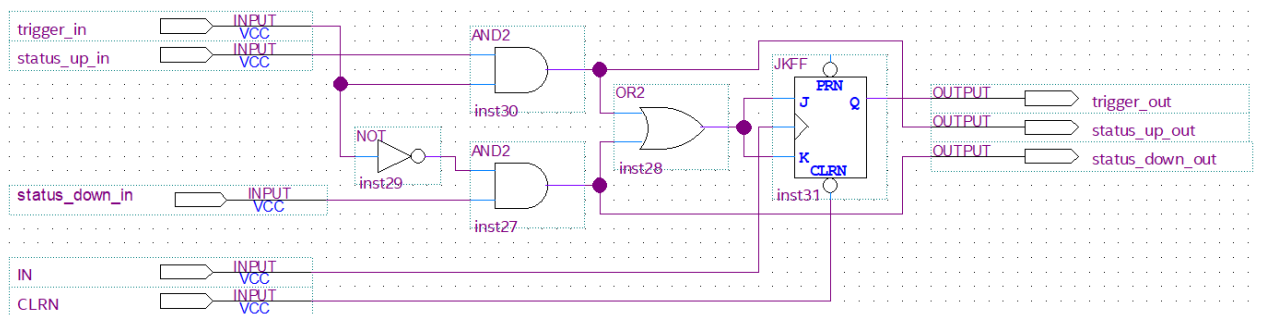 trigger_in
INPUT
VCC
status_up_in
INPUT
VCC
AND2
inst30
NOT
inst29
AND2
inst27
OR2
inst28
JKFF
PRN
J
Q
K
CLRN
inst31
OUTPUT
trigger_out
OUTPUT
status_up_out
OUTPUT
status_down_out
status_down_in
INPUT
VCC
IN
INPUT
VCC
CLRN
INPUT
VCC